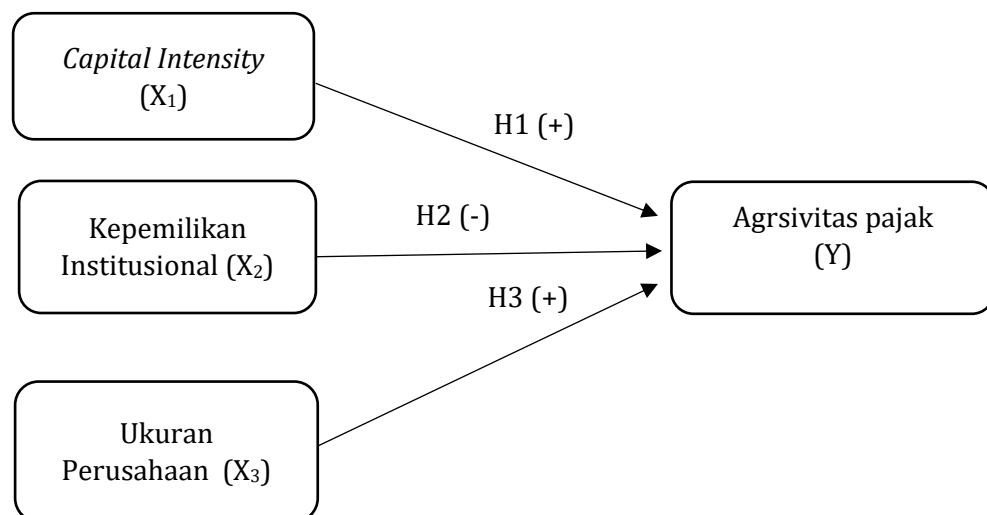 Capital Intensity
(X₁)
H1 (+)
Kepemilikan
Institusional (X₂)
H2 (-)
Agrsivitas pajak
(Y)
H3 (+)
Ukuran
Perusahaan (X₃)